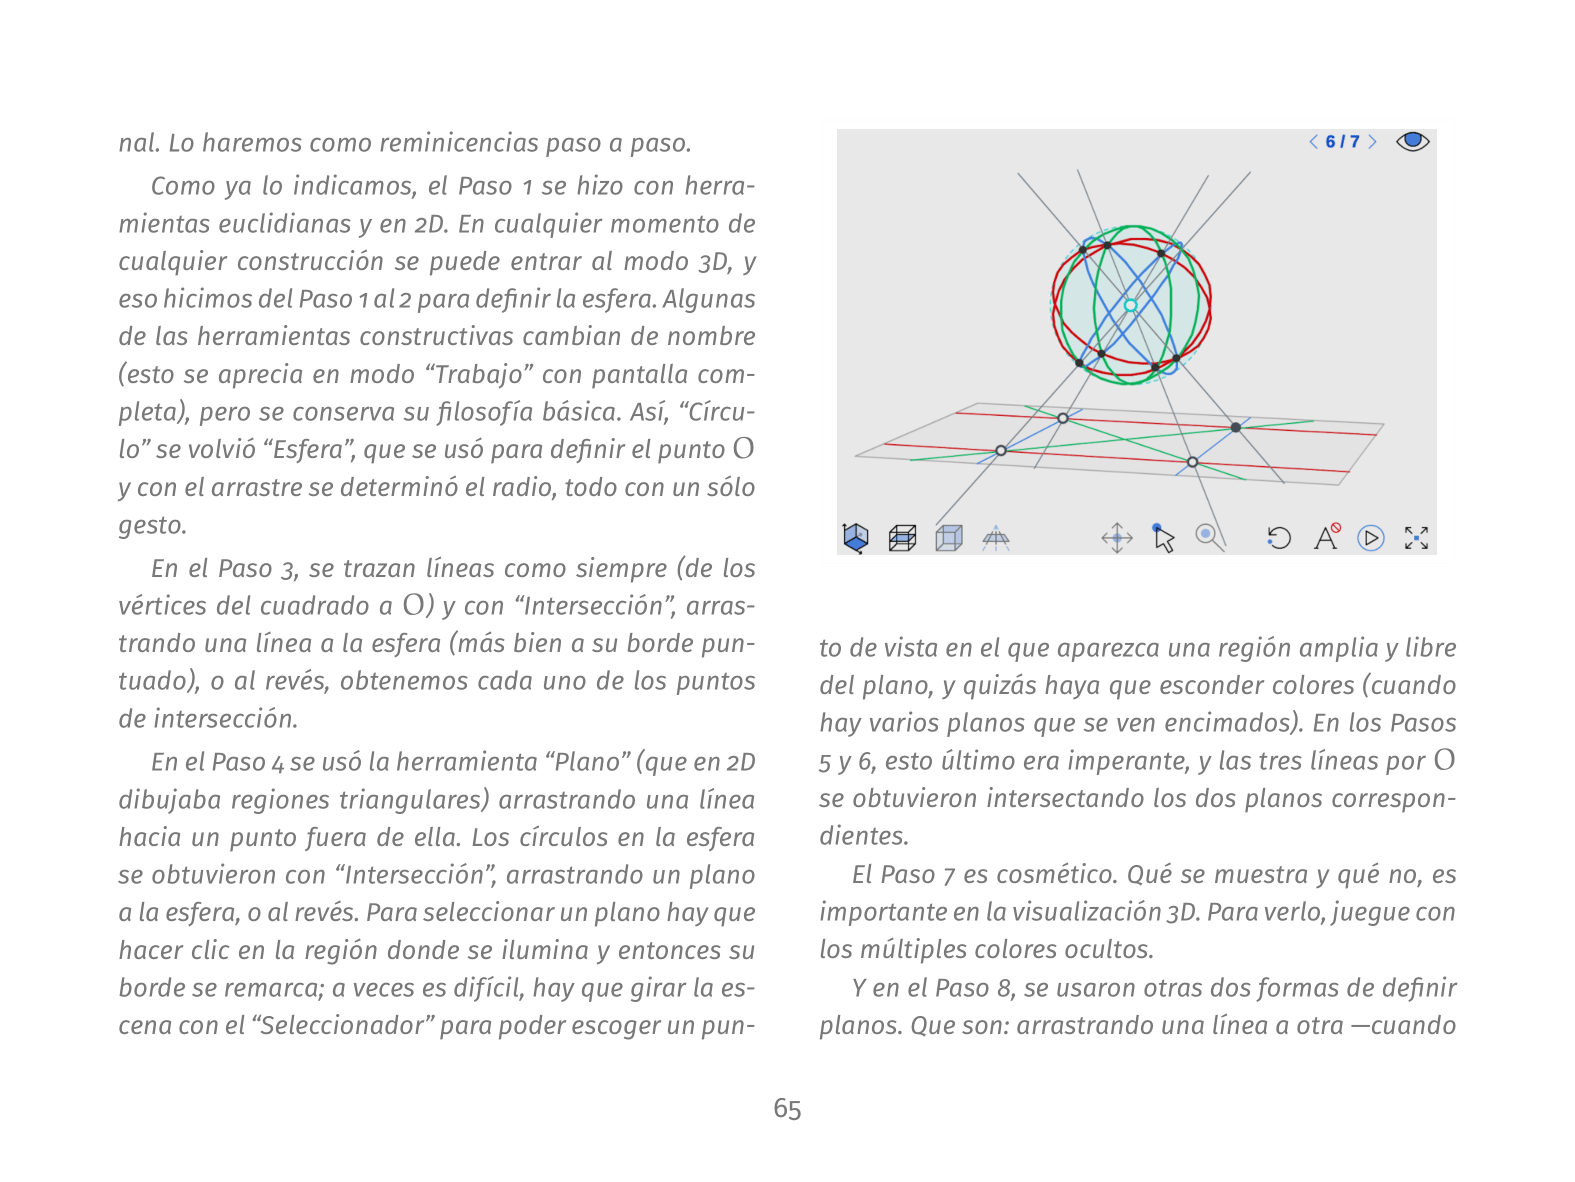 nal. Lo haremos como reminicencias paso a paso.
Como ya lo indicamos, el Paso 1 se hizo con herra-
mientas euclidianas y en 2D. En cualquier momento de
cualquier construcción se puede entrar al modo 3D, y
eso hicimos del Paso 1 al 2 para definir la esfera. Algunas
de las herramientas constructivas cambian de nombre
(esto se aprecia en modo “Trabajo” con pantalla com-
pleta), pero se conserva su filosofía básica. Así, “Círcu-
lo” se volvió “Esfera”, que se usó para definir el punto O
y con el arrastre se determinó el radio, todo con un sólo
gesto.
En el Paso 3, se trazan líneas como siempre (de los
vértices del cuadrado a O) y con “Intersección”, arras-
trando una línea a la esfera (más bien a su borde pun-
tuado), o al revés, obtenemos cada uno de los puntos
de intersección.
En el Paso 4 se usó la herramienta “Plano” (que en 2D
dibujaba regiones triangulares) arrastrando una línea
hacia un punto fuera de ella. Los círculos en la esfera
se obtuvieron con “Intersección”, arrastrando un plano
a la esfera, o al revés. Para seleccionar un plano hay que
hacer clic en la región donde se ilumina y entonces su
borde se remarca; a veces es difícil, hay que girar la es-
cena con el “Seleccionador” para poder escoger un pun-
6 / 7
A
to de vista en el que aparezca una región amplia y libre
del plano, y quizás haya que esconder colores (cuando
hay varios planos que se ven encimados). En los Pasos
5 y 6, esto último era imperante, y las tres líneas por O
se obtuvieron intersectando los dos planos correspon-
dientes.
El Paso 7 es cosmético. Qué se muestra y qué no, es
importante en la visualización 3D. Para verlo, juegue con
los múltiples colores ocultos.
Y en el Paso 8, se usaron otras dos formas de definir
planos. Que son: arrastrando una línea a otra —cuando
65